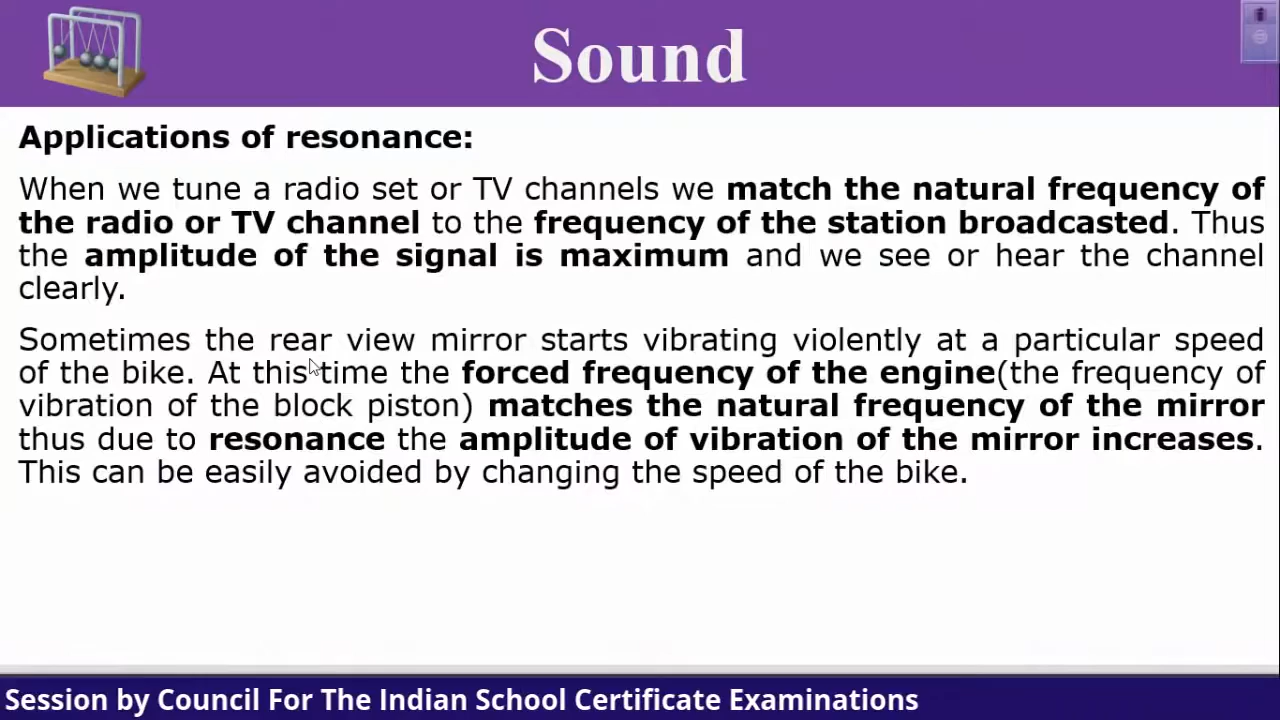 Sound
Applications of resonance:
When we tune a radio set or TV channels we match the natural frequency of
the radio or TV channel to the frequency of the station broadcasted. Thus
the amplitude of the signal is maximum and we see or hear the channel
clearly.
Sometimes the rear view mirror starts vibrating violently at a particular speed
of the bike. At this time the forced frequency of the engine(the frequency of
vibration of the block piston) matches the natural frequency of the mirror
thus due to resonance the amplitude of vibration of the mirror increases.
This can be easily avoided by changing the speed of the bike.
Session by Council For The Indian School Certificate Examinations